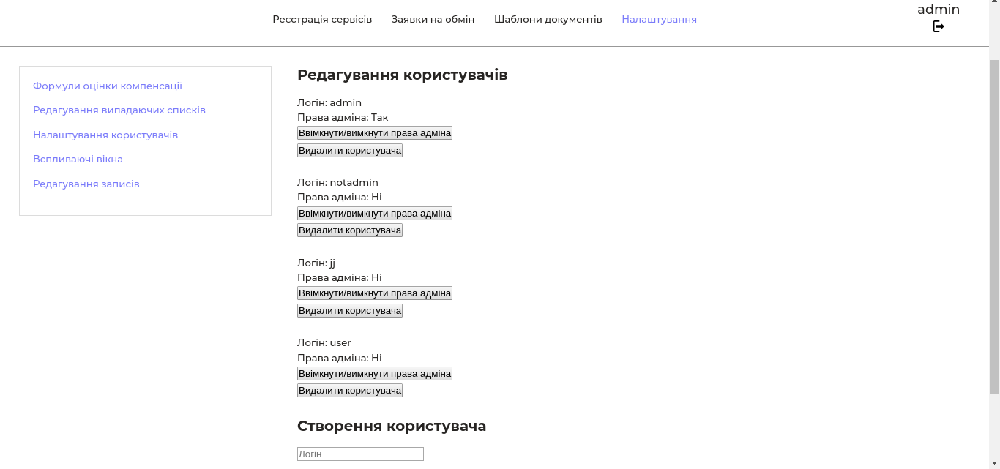 Реєстрація сервісів Заявки на обмін Шаблони документів Налаштування admin
Формули оцінки компенсації
Редагування випадаючих списків
Налаштування користувачів
Вспливаючі вікна
Редагування записів
Редагування користувачів
Логін: admin
Права адміна: Так
Ввімкнути/вимкнути права адміна
Видалити користувача
Логін: notadmin
Права адміна: Ні
Ввімкнути/вимкнути права адміна
Видалити користувача
Логін: jj
Права адміна: Ні
Ввімкнути/вимкнути права адміна
Видалити користувача
Логін: user
Права адміна: Ні
Ввімкнути/вимкнути права адміна
Видалити користувача
Створення користувача
Логін